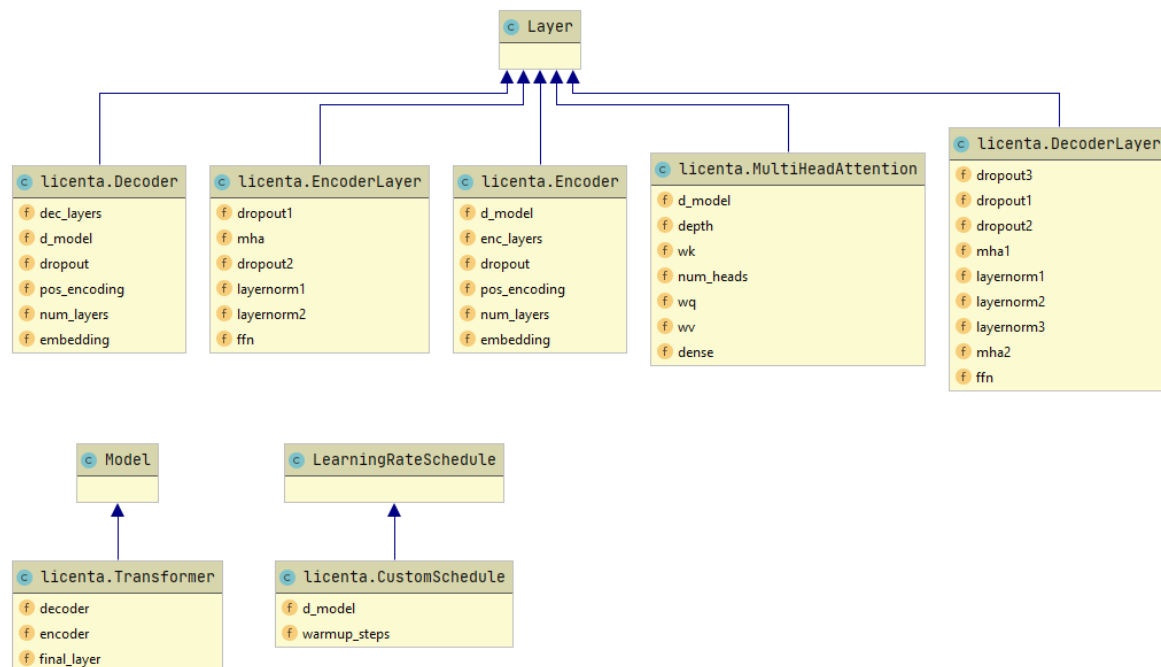 Layer
licenta.Decoder
dec_layers
d_model
dropout
pos_encoding
num_layers
embedding
licenta.EncoderLayer
dropout1
mha
dropout2
layernorm1
layernorm2
ffn
licenta.Encoder
d_model
enc_layers
dropout
pos_encoding
num_layers
embedding
licenta.MultiHeadAttention
d_model
depth
wk
num_heads
wq
wv
dense
licenta.DecoderLayer
dropout3
dropout1
dropout2
mha1
layernorm1
layernorm2
layernorm3
mha2
ffn
Model
licenta.Transformer
decoder
encoder
final_layer
LearningRateSchedule
licenta.CustomSchedule
d_model
warmup_steps